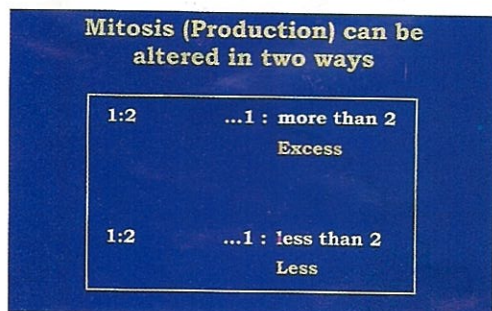 Mitosis (Production) can be
altered in two ways
1:2 ...1 : more than 2
Excess
1:2 ...1 : less than 2
Less